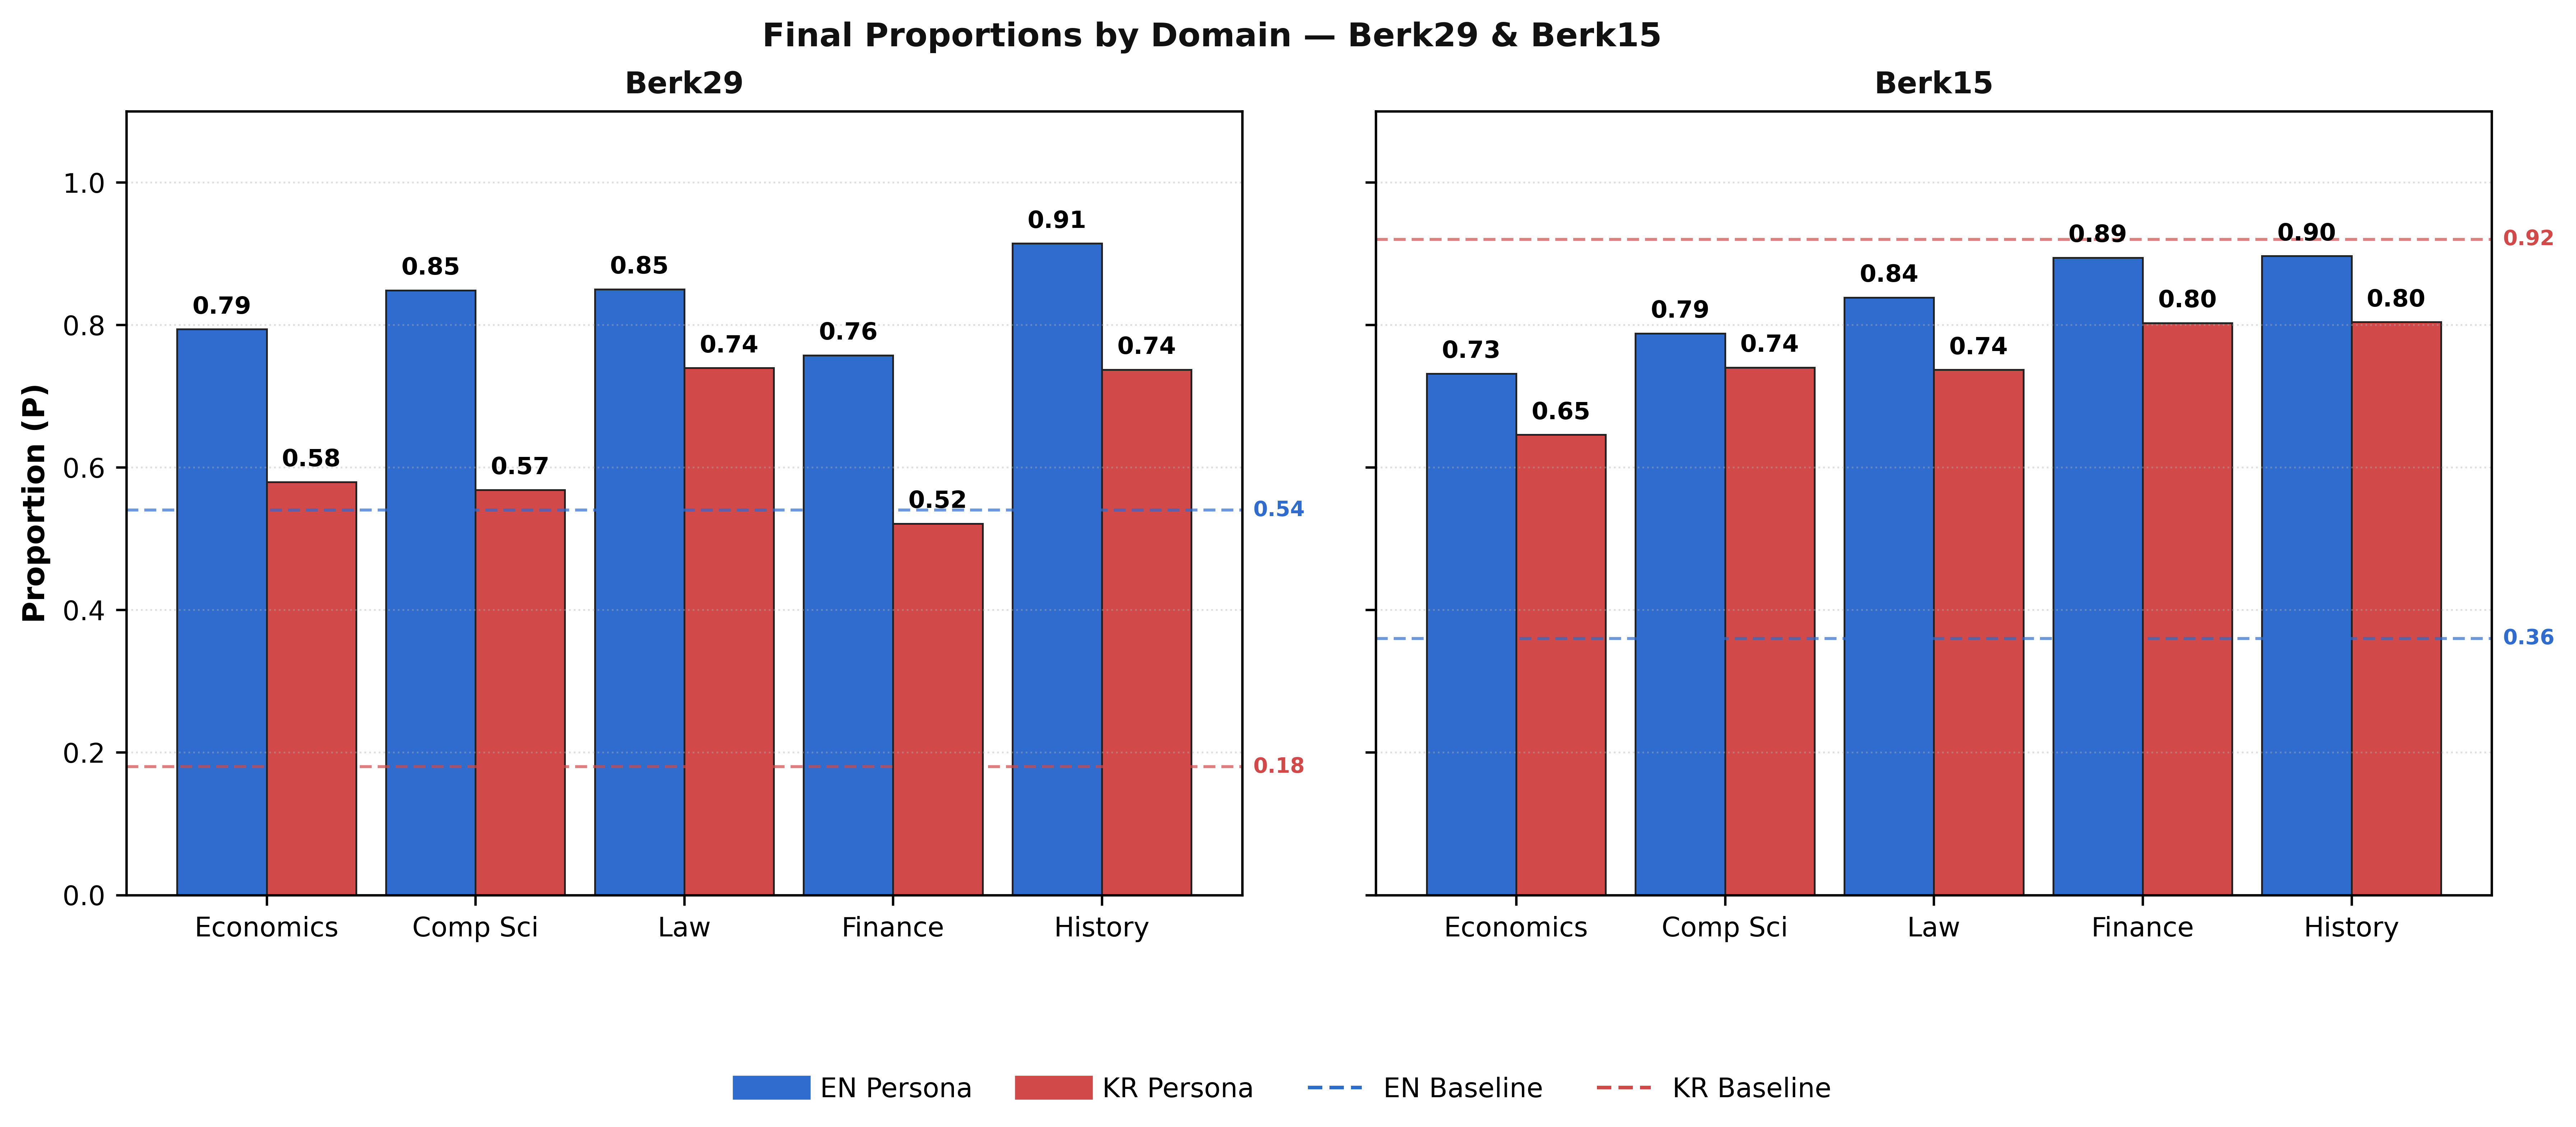 Final Proportions by Domain — Berk29 & Berk15
Berk29
Proportion (P)
1.0
0.8
0.6
0.4
0.2
0.0
0.79
0.58
0.85
0.57
0.85
0.74
0.76
0.52
0.91
0.74
0.54
0.18
Economics
Comp Sci
Law
Finance
History
Berk15
0.73
0.65
0.79
0.74
0.84
0.74
0.89
0.80
0.90
0.80
0.92
0.36
Economics
Comp Sci
Law
Finance
History
EN Persona
KR Persona
EN Baseline
KR Baseline